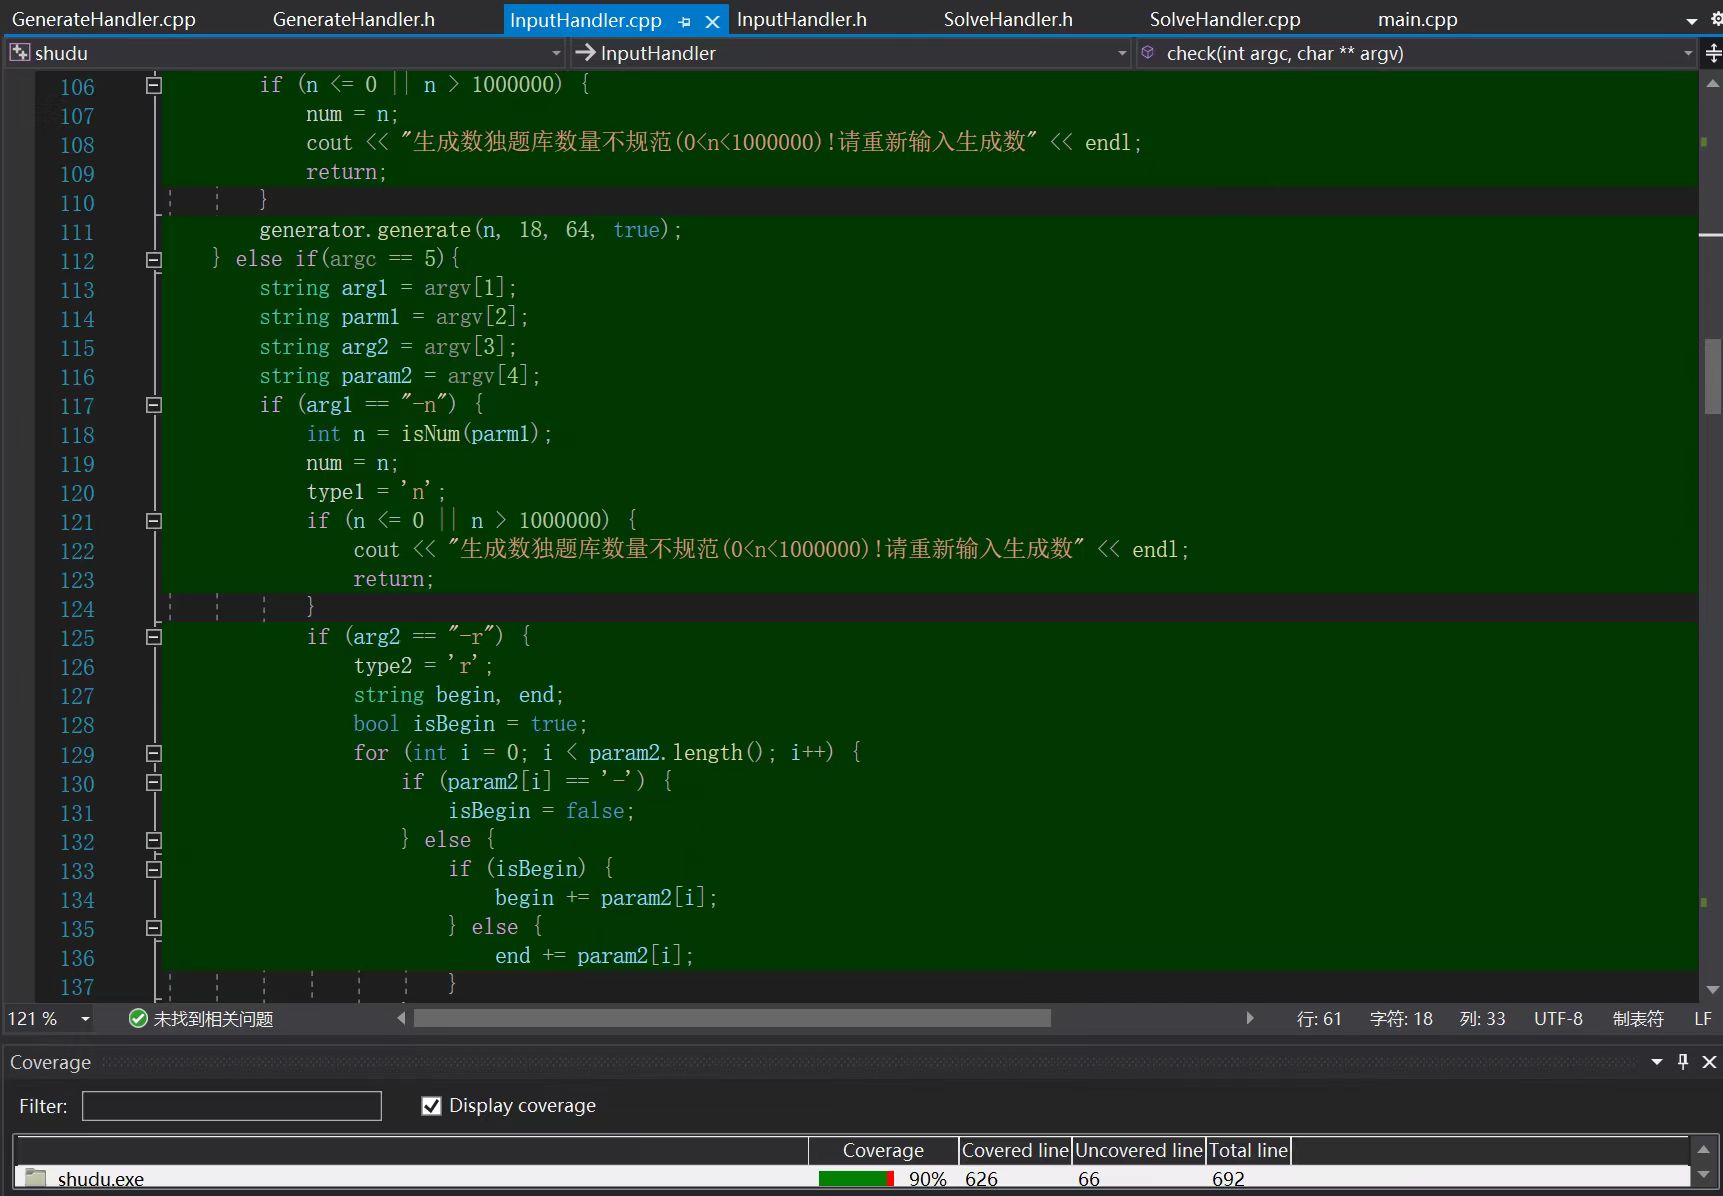 GenerateHandler.cpp GenerateHandler.h InputHandler.cpp InputHandler.h SolveHandler.h SolveHandler.cpp main.cpp
shudu InputHandler check(int argc, char ** argv)
106 if (n <= 0 || n > 1000000) {
107 num = n;
108 cout << "生成数独题库数量不规范(0<n<1000000)!请重新输入生成数" << endl;
109 return;
110 }
111 generator.generate(n, 18, 64, true);
112 } else if(argc == 5){
113 string arg1 = argv[1];
114 string parm1 = argv[2];
115 string arg2 = argv[3];
116 string param2 = argv[4];
117 if (arg1 == "-n") {
118 int n = isNum(parm1);
119 num = n;
120 type1 = 'n';
121 if (n <= 0 || n > 1000000) {
122 cout << "生成数独题库数量不规范(0<n<1000000)!请重新输入生成数" << endl;
123 return;
124 }
125 if (arg2 == "-r") {
126 type2 = 'r';
127 string begin, end;
128 bool isBegin = true;
129 for (int i = 0; i < param2.length(); i++) {
130 if (param2[i] == '-') {
131 isBegin = false;
132 } else {
133 if (isBegin) {
134 begin += param2[i];
135 } else {
136 end += param2[i];
137 }
121 % 未找到相关问题 行: 61 字符: 18 列: 33 UTF-8 制表符 LF
Coverage
Filter: Display coverage
Coverage Covered line Uncovered line Total line
shudu.exe 90% 626 66 692